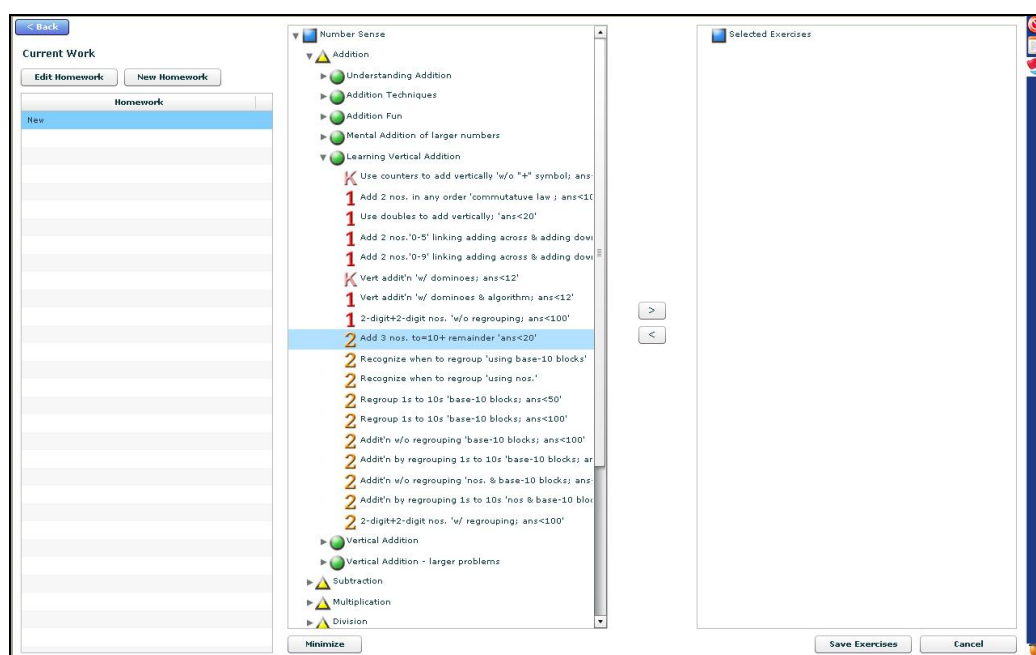 < Back
Current Work
Edit Homework
New Homework
Homework
New
Number Sense
Addition
Understanding Addition
Addition Techniques
Addition Fun
Mental Addition of larger numbers
Learning Vertical Addition
K Use counters to add vertically 'w/o "+" symbol; ans
1 Add 2 nos. in any order 'commutatuve law ; ans<10
1 Use doubles to add vertically; 'ans<20'
1 Add 2 nos.'0-5' linking adding across & adding dow
1 Add 2 nos.'0-9' linking adding across & adding dow
K Vert addit'n 'w/ dominoes; ans<12'
1 Vert addit'n 'w/ dominoes & algorithm; ans<12'
1 2-digit+2-digit nos. 'w/o regrouping; ans<100'
2 Add 3 nos. to=10+ remainder 'ans<20'
2 Recognize when to regroup 'using base-10 blocks'
2 Recognize when to regroup 'using nos.'
2 Regroup 1s to 10s 'base-10 blocks; ans<50'
2 Regroup 1s to 10s 'base-10 blocks; ans<100'
2 Addit'n w/o regrouping 'base-10 blocks; ans<100'
2 Addit'n by regrouping 1s to 10s 'base-10 blocks; ar
2 Addit'n w/o regrouping 'nos. & base-10 blocks; ans
2 Addit'n by regrouping 1s to 10s 'nos & base-10 blo
2 2-digit+2-digit nos. 'w/ regrouping; ans<100'
Vertical Addition
Vertical Addition - larger problems
Subtraction
Multiplication
Division
Minimize
>
<
Selected Exercises
Save Exercises
Cancel